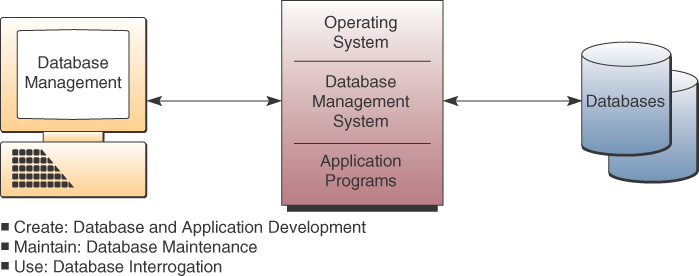 Database
Management
Operating
System
Database
Management
System
Application
Programs
Databases
Create: Database and Application Development
Maintain: Database Maintenance
Use: Database Interrogation